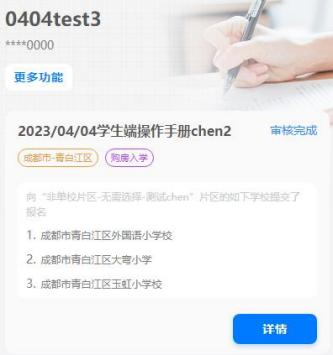 0404test3
****0000
更多功能
2023/04/04学生端操作手册chen2
审核完成
成都市-青白江区
购房入学
向“非单校片区-无需选择-测试chen”片区的如下学校提交了
报名
1. 成都市青白江区外国语小学校
2. 成都市青白江区大弯小学
3. 成都市青白江区玉虹小学校
详情